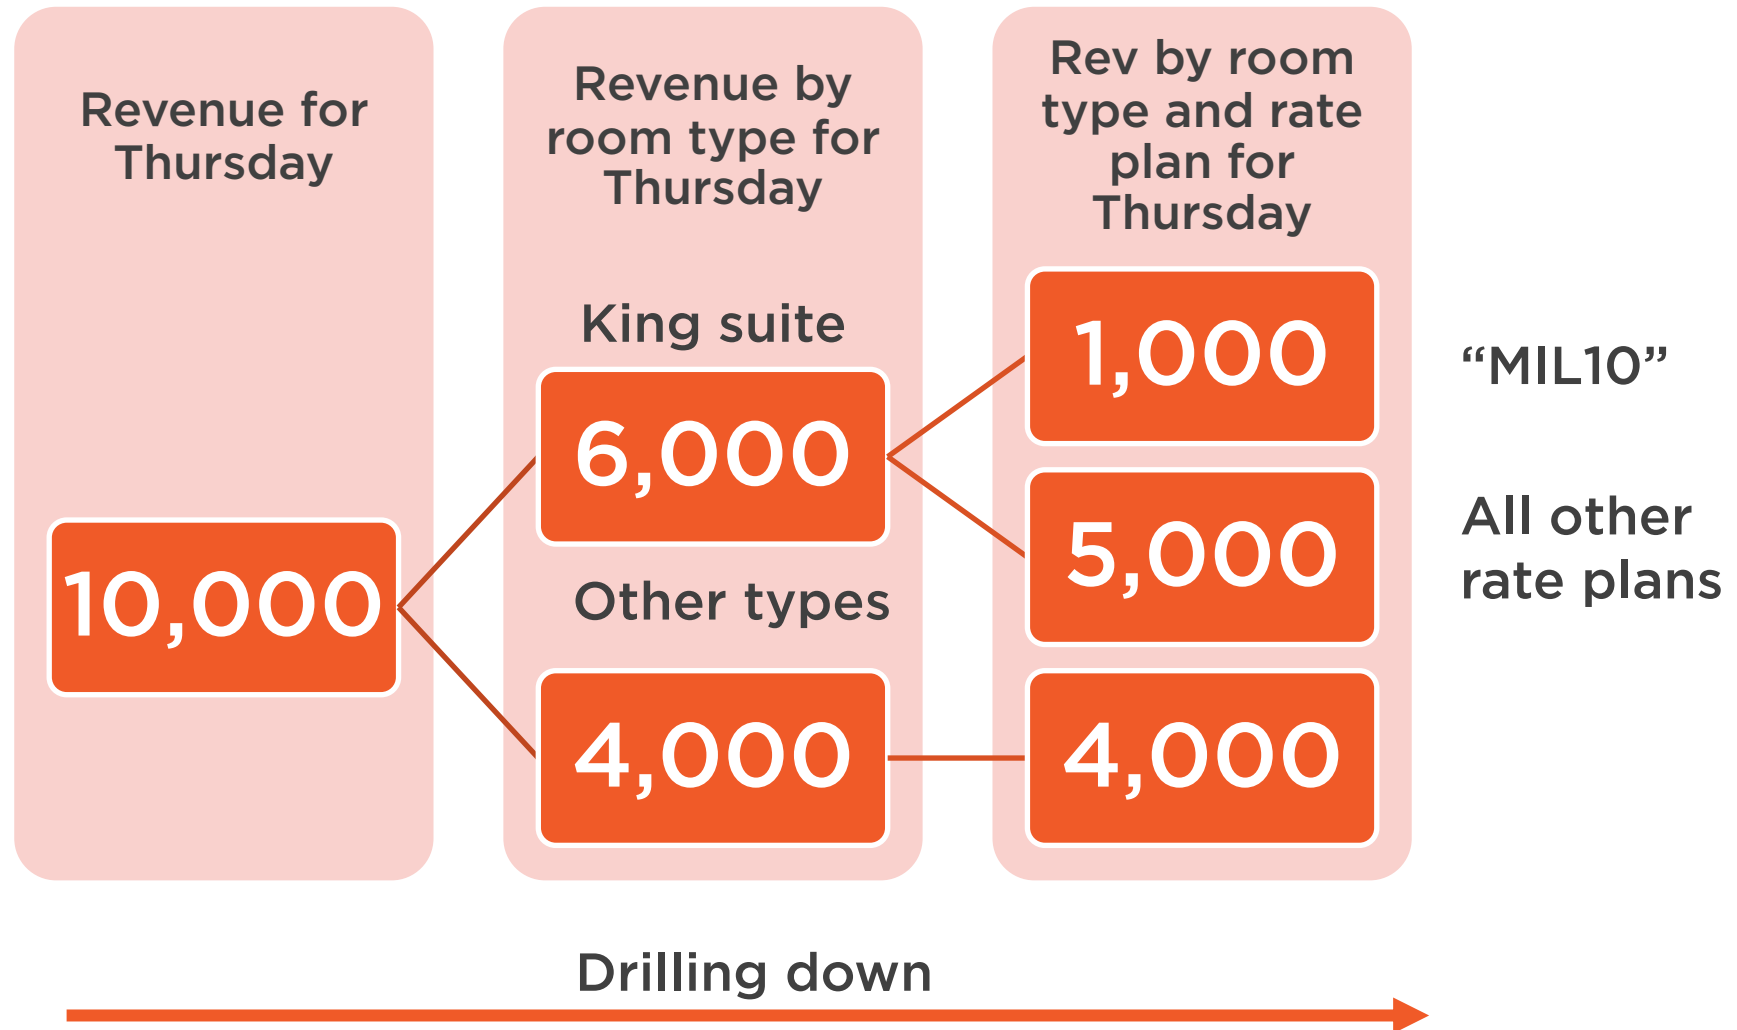 Revenue for
Thursday
10,000
Revenue by
room type for
Thursday
King suite
6,000
Other types
4,000
Rev by room
type and rate
plan for
Thursday
1,000
5,000
4,000
“MIL10”
All other
rate plans
Drilling down